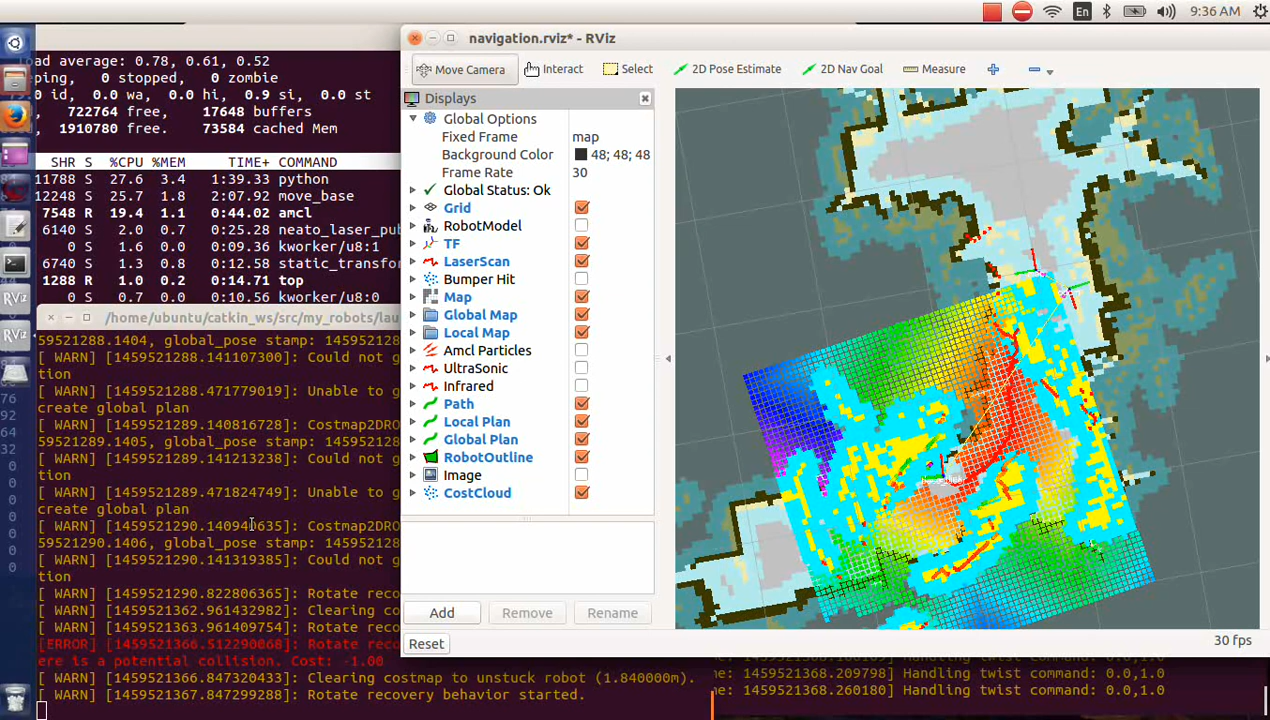 En
9:36 AM
navigation.rviz* - RViz
oad average: 0.78, 0.61, 0.52
ping, 0 stopped, 0 zombie
id, 0.0 wa, 0.0 hi, 0.9 si, 0.0 st
722764 free, 17648 buffers
1910780 free. 73584 cached Mem
SHR S %CPU %MEM TIME+ COMMAND
11788 S 27.6 3.4 1:39.33 python
12248 S 25.7 1.8 2:07.92 move_base
7548 R 19.4 1.1 0:44.02 amcl
6140 S 2.0 0.7 0:25.28 neato_laser_pub
0 S 1.6 0.0 0:09.36 kworker/u8:1
6740 S 1.3 0.8 0:12.58 static_transfor
1288 R 1.0 0.2 0:14.71 top
0 S 0.7 0.0 0:10.56 kworker/u8:0
Move Camera
Interact
Select
2D Pose Estimate
2D Nav Goal
Measure
Displays
Global Options
Fixed Frame map
Background Color 48; 48; 48
Frame Rate 30
Global Status: Ok
Grid
RobotModel
TF
LaserScan
Bumper Hit
Map
Global Map
Local Map
Amcl Particles
UltraSonic
Infrared
Path
Local Plan
Global Plan
RobotOutline
Image
CostCloud
Add
Remove
Rename
Reset
30 fps
RViz
RViz
/home/ubuntu/catkin_ws/src/my_robots/lau
59521288.1404, global_pose stamp: 14595212
[ WARN] [1459521288.141107300]: Could not g
tion
[ WARN] [1459521288.471779019]: Unable to g
create global plan
[ WARN] [1459521289.140816728]: Costmap2DRO
59521289.1405, global_pose stamp: 145952128
[ WARN] [1459521289.141213238]: Could not g
tion
[ WARN] [1459521289.471824749]: Unable to g
create global plan
[ WARN] [1459521290.140940635]: Costmap2DRO
59521290.1406, global_pose stamp: 145952128
[ WARN] [1459521290.141319385]: Could not g
tion
[ WARN] [1459521290.822806365]: Rotate reco
[ WARN] [1459521362.961432982]: Clearing co
[ WARN] [1459521363.961409754]: Rotate reco
[ERROR] [1459521366.512290068]: Rotate reco
ere is a potential collision. Cost: -1.00
[ WARN] [1459521366.847320433]: Clearing costmap to unstuck robot (1.840000m).
[ WARN] [1459521367.847299288]: Rotate recovery behavior started.
76
92
64
32
0
0
0
0
0
0
me: 1459521368.209798] Handling twist command: 0.0,1.0
me: 1459521368.260180] Handling twist command: 0.0,1.0